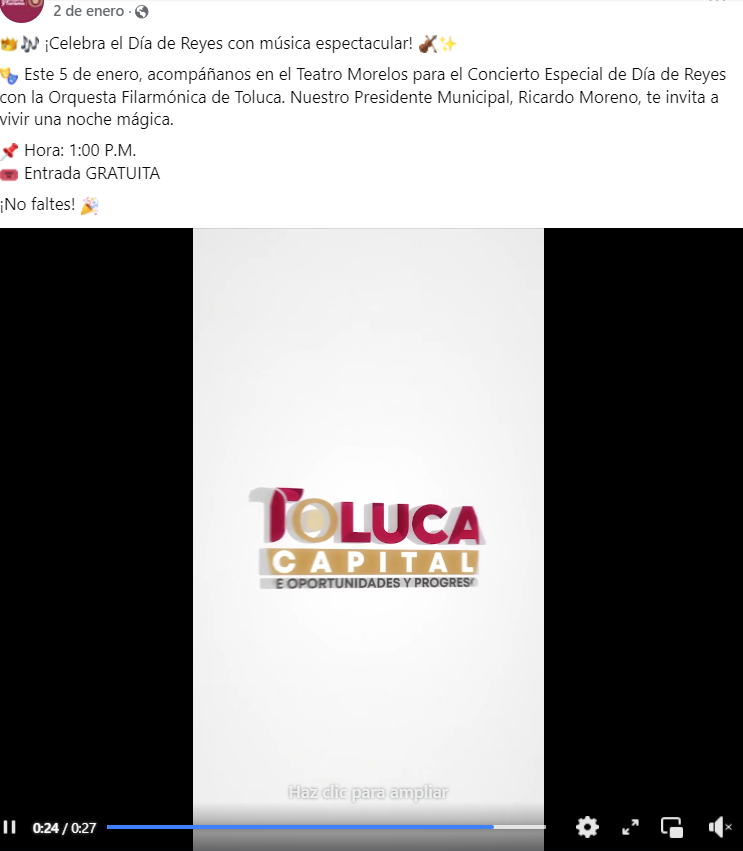 2 de enero ·
👑🎶 ¡Celebra el Día de Reyes con música espectacular! 🎻✨
🎭 Este 5 de enero, acompáñanos en el Teatro Morelos para el Concierto Especial de Día de Reyes
con la Orquesta Filarmónica de Toluca. Nuestro Presidente Municipal, Ricardo Moreno, te invita a
vivir una noche mágica.
📌 Hora: 1:00 P.M.
🎟️ Entrada GRATUITA
¡No faltes! 🎉
TOLUCA
CAPITAL
E OPORTUNIDADES Y PROGRESO
Haz clic para ampliar
0:24 / 0:27